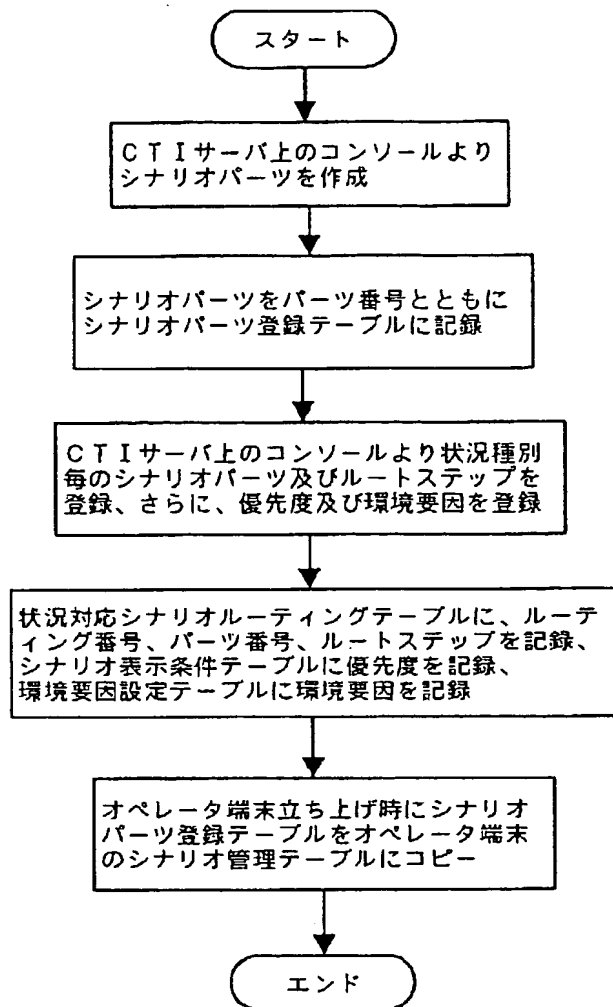 スタート
CTIサーバ上のコンソールより
シナリオパーツを作成
シナリオパーツをパーツ番号とともに
シナリオパーツ登録テーブルに記録
CTIサーバ上のコンソールより状況種別
毎のシナリオパーツ及びルートステップを
登録、さらに、優先度及び環境要因を登録
状況対応シナリオルーティングテーブルに、ルー
ティング番号、パーツ番号、ルートステップを記録、
シナリオ表示条件テーブルに優先度を記録、
環境要因設定テーブルに環境要因を記録
オペレータ端末立ち上げ時にシナリオ
パーツ登録テーブルをオペレータ端末
のシナリオ管理テーブルにコピー
エンド